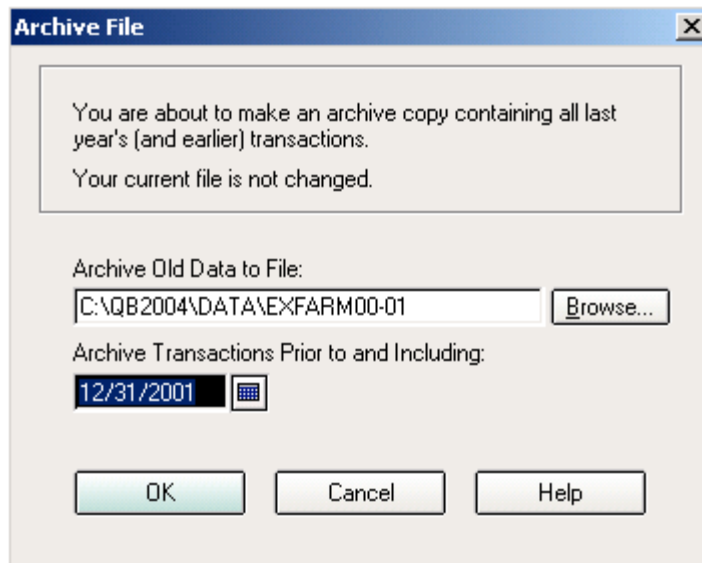 Archive File
You are about to make an archive copy containing all last
year's (and earlier) transactions.
Your current file is not changed.
Archive Old Data to File:
C:\QB2004\DATA\EXFARM00-01
Browse...
Archive Transactions Prior to and Including:
12/31/2001
OK Cancel Help